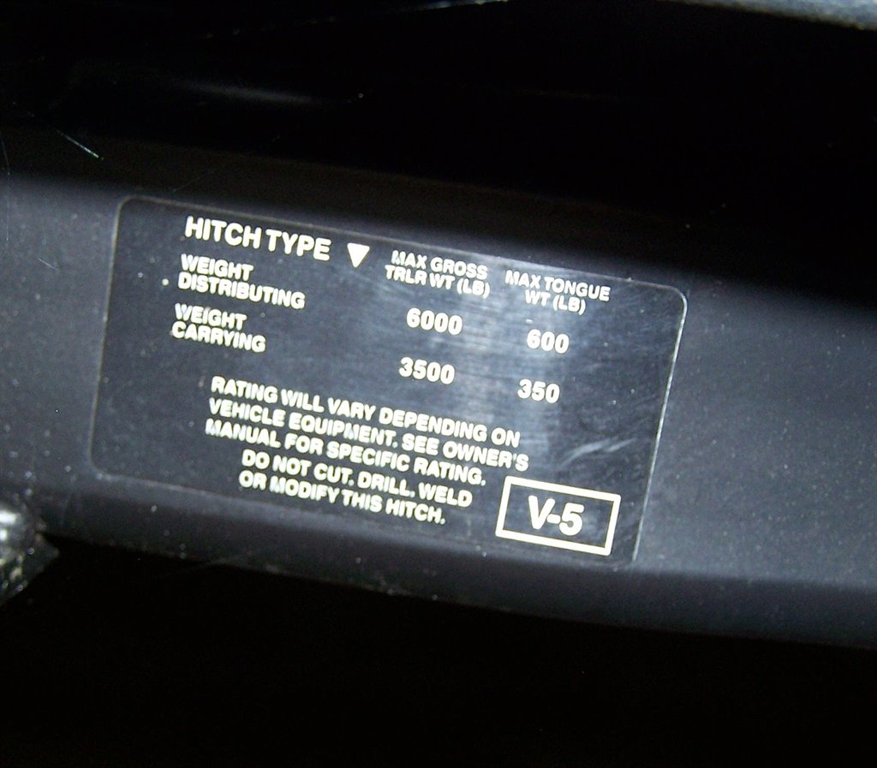 HITCH TYPE ▼ MAX GROSS TRLR WT (LB) MAX TONGUE WT (LB)
WEIGHT DISTRIBUTING 6000 600
WEIGHT CARRYING 3500 350
RATING WILL VARY DEPENDING ON
VEHICLE EQUIPMENT. SEE OWNER'S
MANUAL FOR SPECIFIC RATING.
DO NOT CUT. DRILL. WELD
OR MODIFY THIS HITCH.
V-5